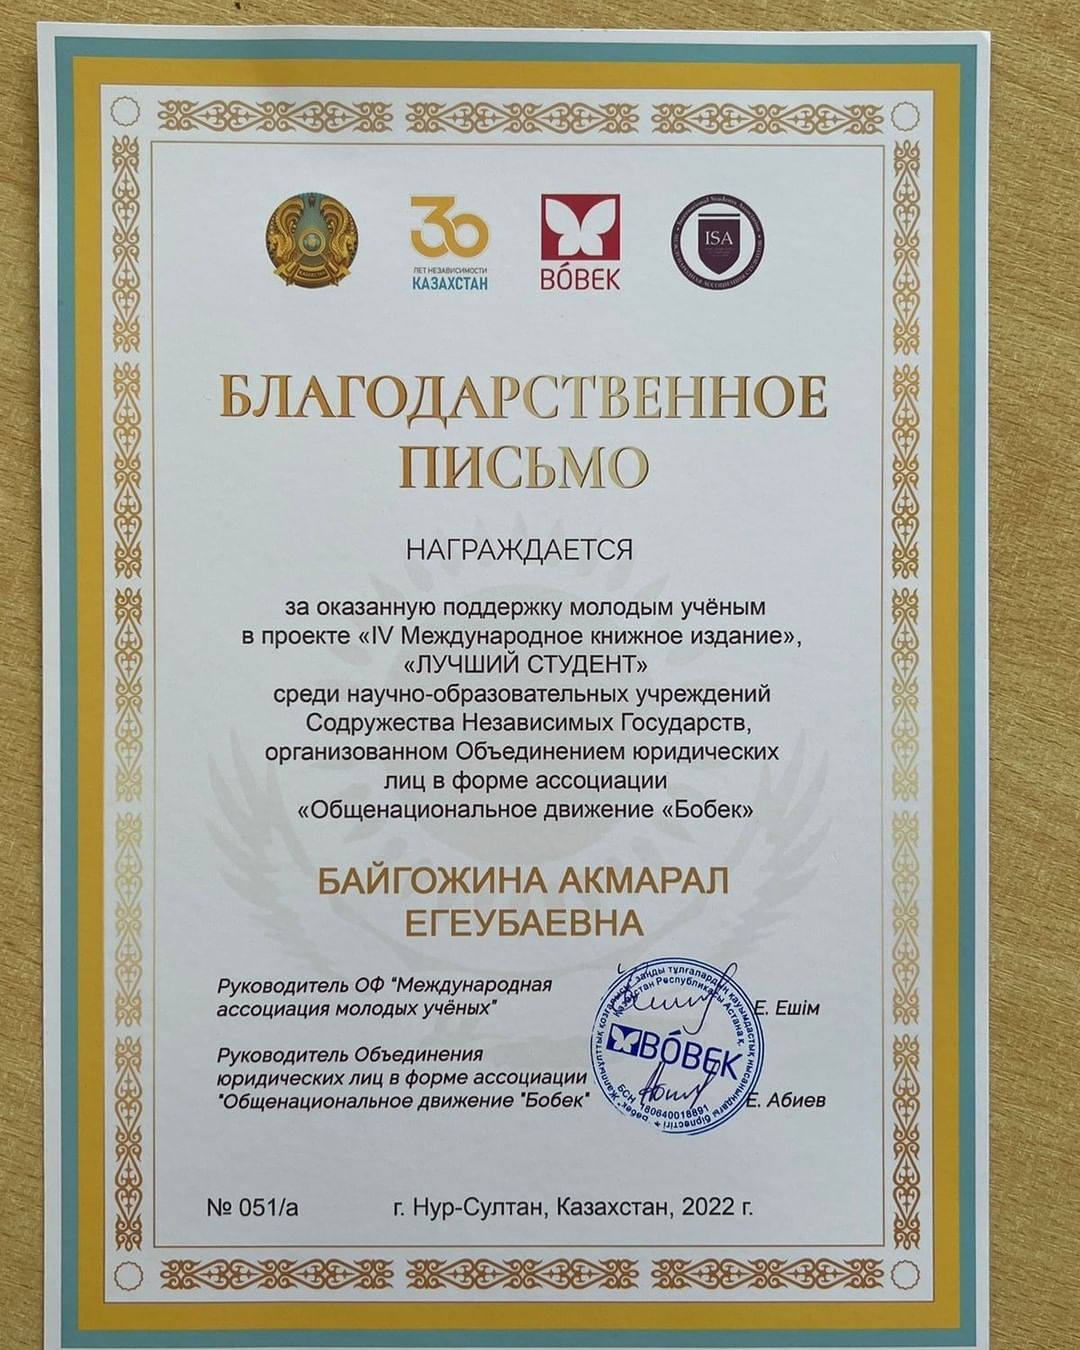 КАЗАХСТАН
30
ЛЕТ НЕЗАВИСИМОСТИ
КАЗАХСТАН
BÓBEK
ISA
БЛАГОДАРСТВЕННОЕ
ПИСЬМО
НАГРАЖДАЕТСЯ
за оказанную поддержку молодым учёным
в проекте «IV Международное книжное издание»,
«ЛУЧШИЙ СТУДЕНТ»
среди научно-образовательных учреждений
Содружества Независимых Государств,
организованном Объединением юридических
лиц в форме ассоциации
«Общенациональное движение «Бобек»
БАЙГОЖИНА АКМАРАЛ
ЕГЕУБАЕВНА
Руководитель ОФ "Международная
ассоциация молодых учёных"
Е. Ешім
Руководитель Объединения
юридических лиц в форме ассоциации
"Общенациональное движение "Бобек"
Е. Абиев
BÓBEK
БСН 180640018891
№ 051/а
г. Нур-Султан, Казахстан, 2022 г.